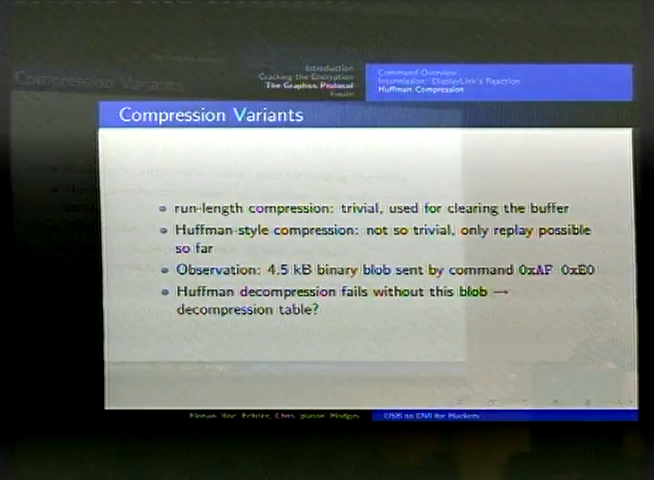 Compression Variants
Introduction
Cracking the Encryption
The Graphics Protocol
Finale
Command Overview
Intermission: DisplayLink's Reaction
Huffman Compression
Compression Variants
run-length compression: trivial, used for clearing the buffer
Huffman-style compression: not so trivial, only replay possible
so far
Observation: 4.5 kB binary blob sent by command 0xAF 0xE0
Huffman decompression fails without this blob →
decompression table?
USB to DVI for Hackers